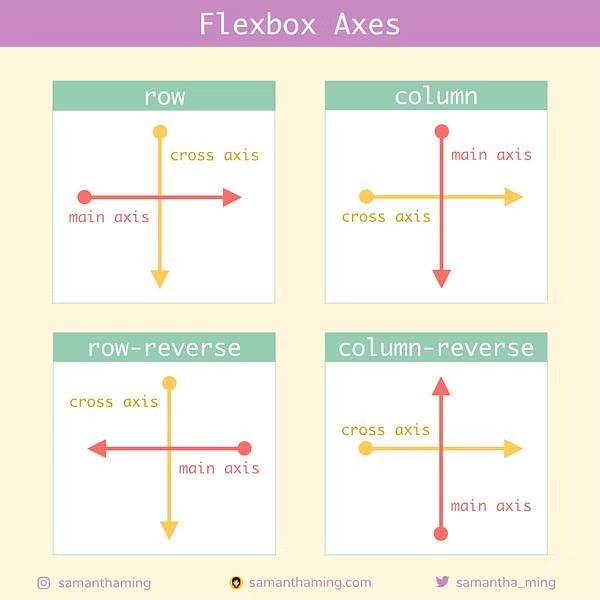 Flexbox Axes
row
cross axis
main axis
column
main axis
cross axis
row-reverse
cross axis
main axis
column-reverse
cross axis
main axis
samanthaming
samanthaming.com
samantha_ming